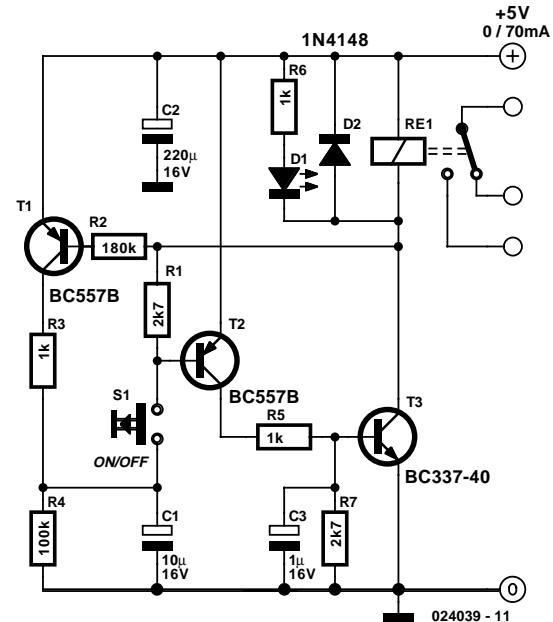 +5V
0 / 70mA
1N4148
R6
1k
C2
D2
RE1
220µ
16V
D1
T1
R2
180k
R1
2k7
BC557B
T2
R3
1k
BC557B
S1
R5
1k
T3
ON/OFF
BC337-40
R4
100k
C1
C3
R7
2k7
10µ
16V
1µ
16V
0
024039 - 11